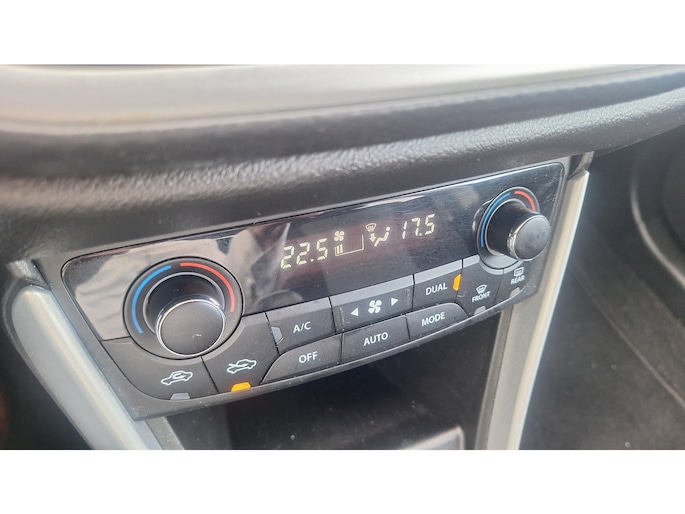 22.5 17.5
A/C DUAL FRONT REAR
OFF AUTO MODE